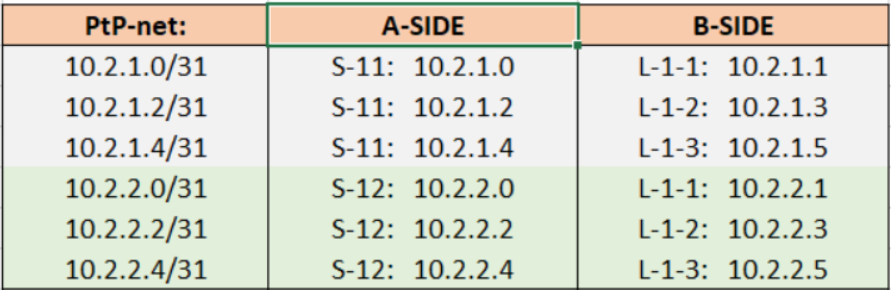 PtP-net: A-SIDE B-SIDE
10.2.1.0/31 S-11: 10.2.1.0 L-1-1: 10.2.1.1
10.2.1.2/31 S-11: 10.2.1.2 L-1-2: 10.2.1.3
10.2.1.4/31 S-11: 10.2.1.4 L-1-3: 10.2.1.5
10.2.2.0/31 S-12: 10.2.2.0 L-1-1: 10.2.2.1
10.2.2.2/31 S-12: 10.2.2.2 L-1-2: 10.2.2.3
10.2.2.4/31 S-12: 10.2.2.4 L-1-3: 10.2.2.5